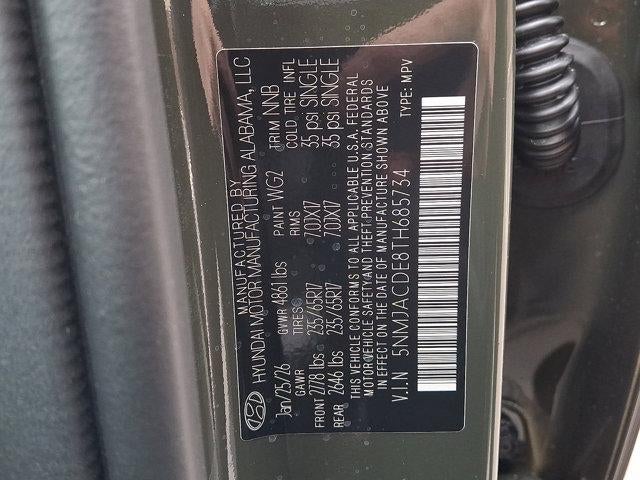 MANUFACTURED BY
HYUNDAI MOTOR MANUFACTURING ALABAMA, LLC
Jan/25/26 GVWR 4861 lbs PAINT WG2 TRIM NNB
GAWR TIRES RIMS COLD TIRE INFL
FRONT 2778 lbs 235/65R17 7.0JX17 35 psi SINGLE
REAR 2646 lbs 235/65R17 7.0JX17 35 psi SINGLE
THIS VEHICLE CONFORMS TO ALL APPLICABLE U.S.A. FEDERAL
MOTOR VEHICLE SAFETY AND THEFT PREVENTION STANDARDS
IN EFFECT ON THE DATE OF MANUFACTURE SHOWN ABOVE
V.I.N 5NMJACDE8TH685734 TYPE: MPV